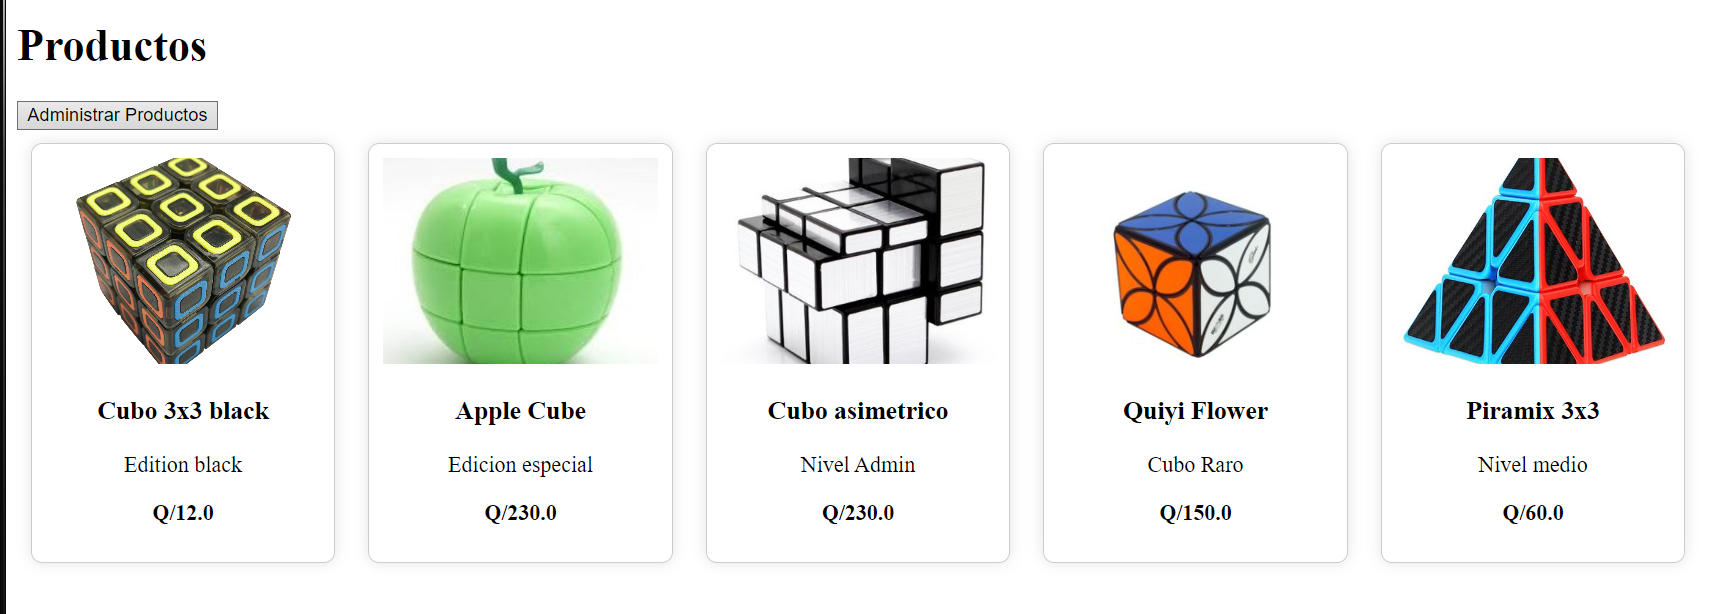 Productos
Administrar Productos
Cubo 3x3 black
Edition black
Q/12.0
Apple Cube
Edicion especial
Q/230.0
Cubo asimetrico
Nivel Admin
Q/230.0
Quiyi Flower
Cubo Raro
Q/150.0
Piramix 3x3
Nivel medio
Q/60.0